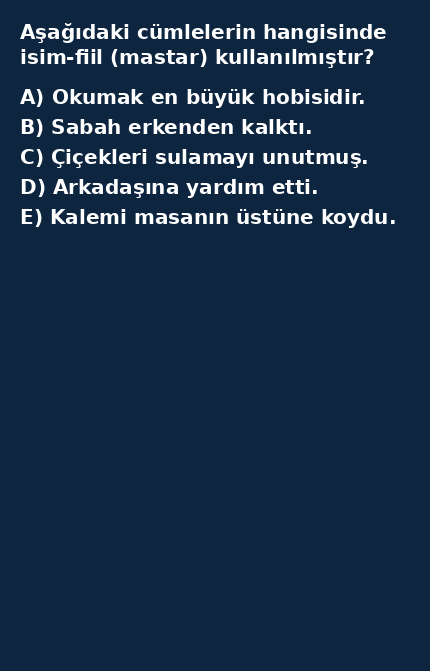 Aşağıdaki cümlelerin hangisinde
isim-fiil (mastar) kullanılmıştır?
A) Okumak en büyük hobisidir.
B) Sabah erkenden kalktı.
C) Çiçekleri sulamayı unutmuş.
D) Arkadaşına yardım etti.
E) Kalemi masanın üstüne koydu.